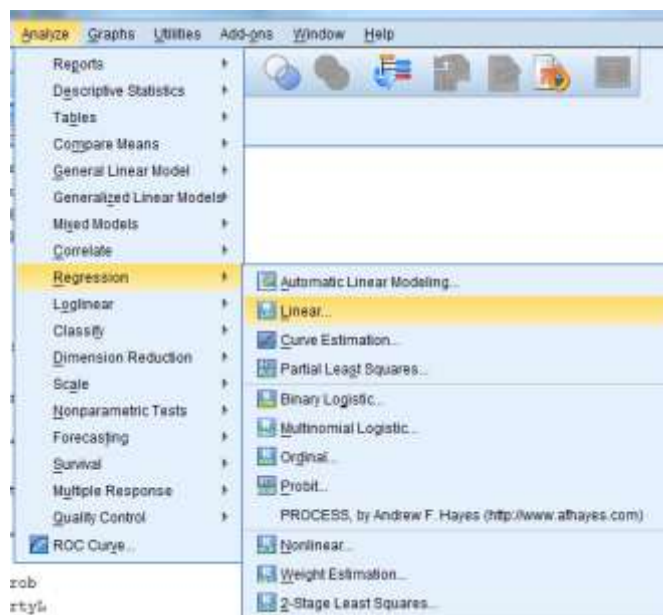 Analyze Graphs Utilities Add-ons Window Help
Reports
Descriptive Statistics
Tables
Compare Means
General Linear Model
Generalized Linear Models
Mixed Models
Correlate
Regression
Loglinear
Classify
Dimension Reduction
Scale
Nonparametric Tests
Forecasting
Survival
Multiple Response
Quality Control
ROC Curve...
Automatic Linear Modeling...
Linear...
Curve Estimation...
Partial Least Squares...
Binary Logistic...
Multinomial Logistic...
Ordinal...
Probit...
PROCESS, by Andrew F. Hayes (http://www.afhayes.com)
Nonlinear...
Weight Estimation...
2-Stage Least Squares...
rob